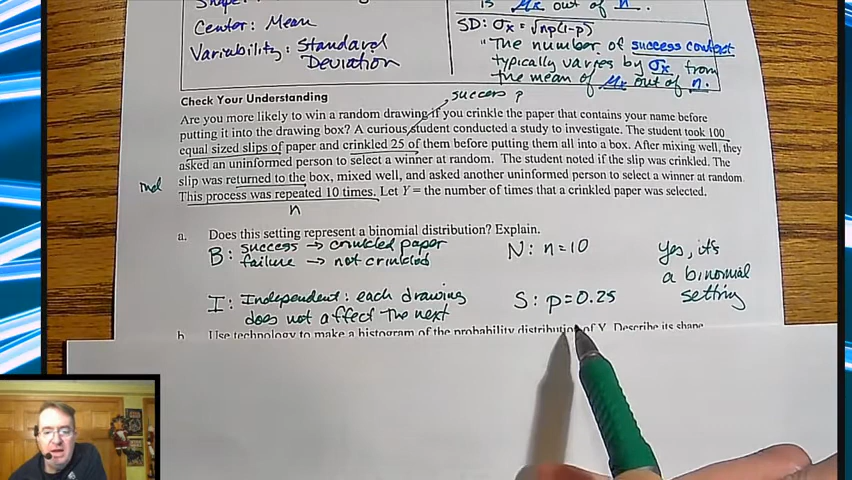 Shape:
Center: Mean
Variability: Standard
Deviation
is μx out of n.
SD: σx = √np(1-p)
"The number of success context
typically varies by σx from
the mean of μx out of n.
Check Your Understanding
success p
Are you more likely to win a random drawing if you crinkle the paper that contains your name before
putting it into the drawing box? A curious student conducted a study to investigate. The student took 100
equal sized slips of paper and crinkled 25 of them before putting them all into a box. After mixing well, they
asked an uninformed person to select a winner at random. The student noted if the slip was crinkled. The
ind slip was returned to the box, mixed well, and asked another uninformed person to select a winner at random.
This process was repeated 10 times. Let Y = the number of times that a crinkled paper was selected.
n
a. Does this setting represent a binomial distribution? Explain.
B: success → crinkled paper
failure → not crinkled
N: n=10
I: Independent: each drawing
does not affect the next
S: p=0.25
Yes, it's
a binomial
setting
b. Use technology to make a histogram of the probability distribution of Y. Describe its shape